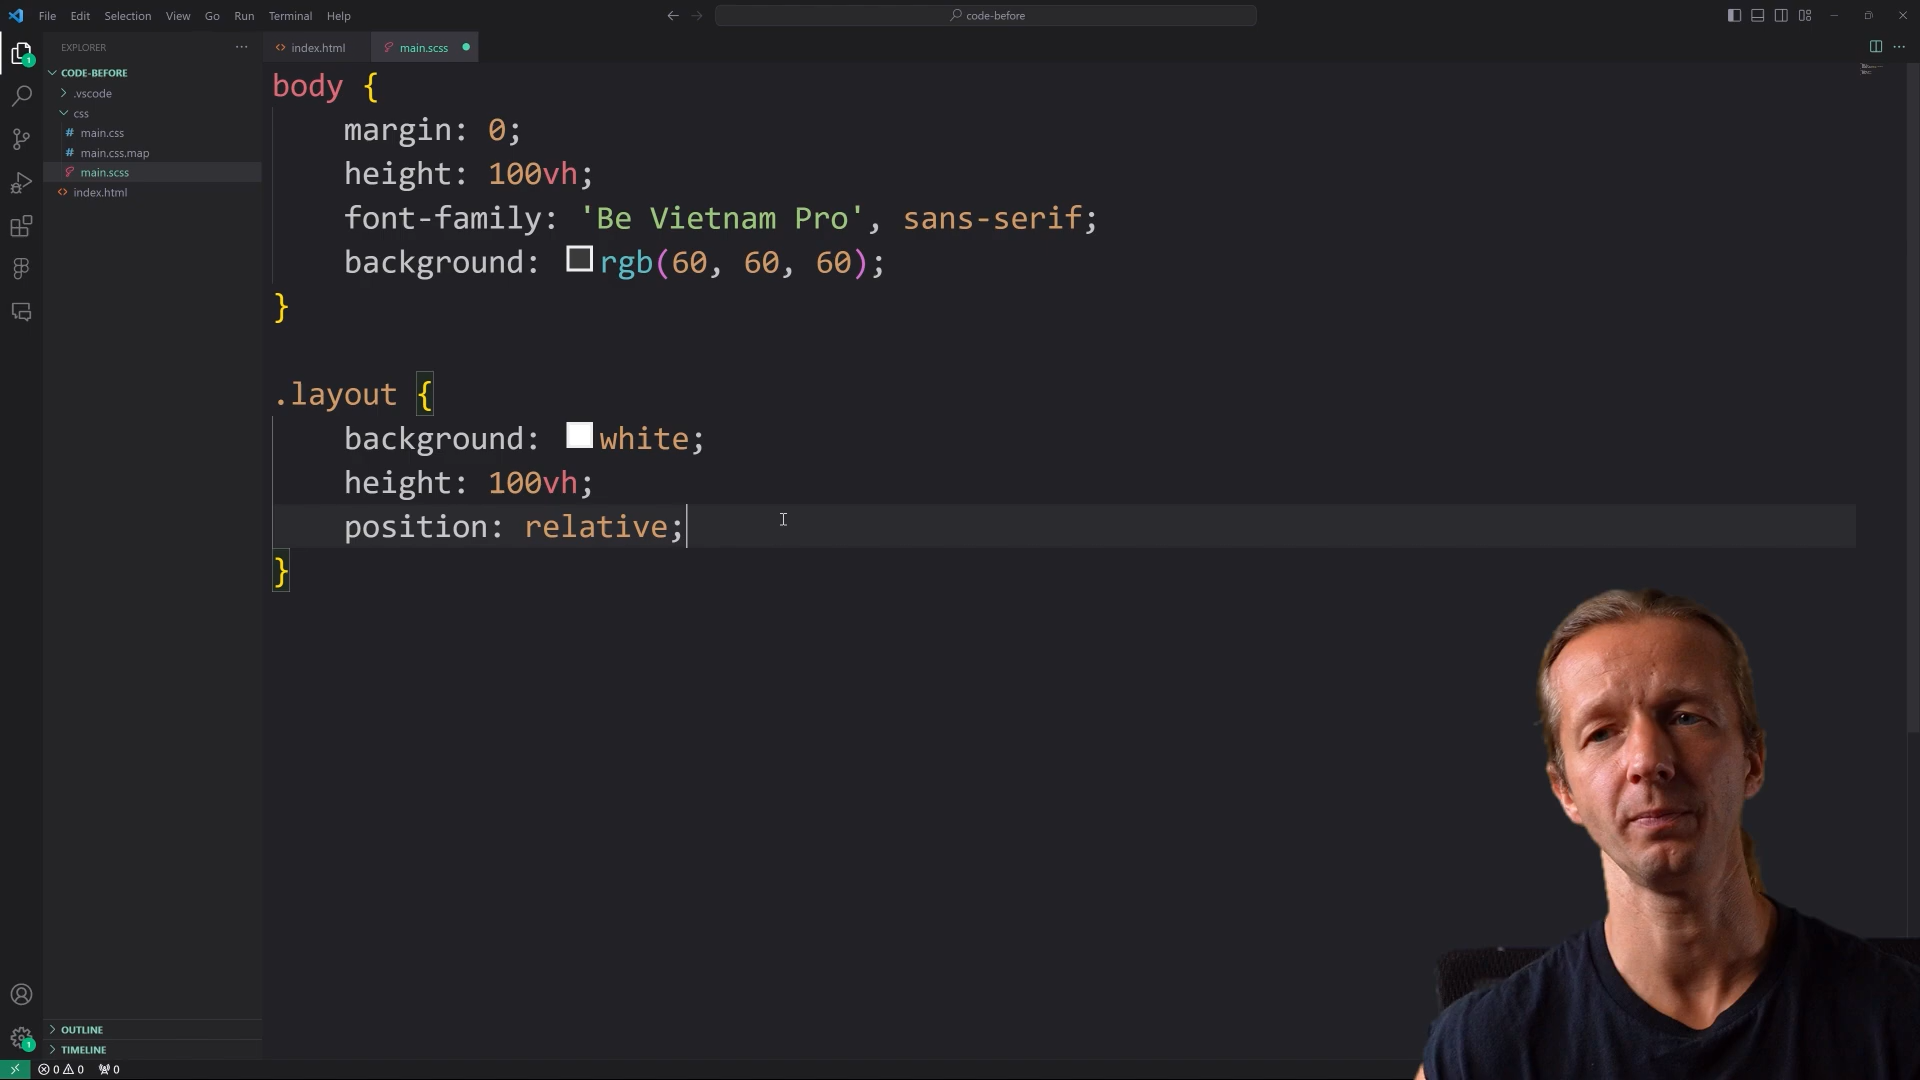 File Edit Selection View Go Run Terminal Help
code-before
EXPLORER
index.html
main.scss
1
CODE-BEFORE
.vscode
css
main.css
main.css.map
main.scss
index.html
body {
margin: 0;
height: 100vh;
font-family: 'Be Vietnam Pro', sans-serif;
background: rgb(60, 60, 60);
}
.layout {
background: white;
height: 100vh;
position: relative;
}
OUTLINE
1
TIMELINE
0 0 0